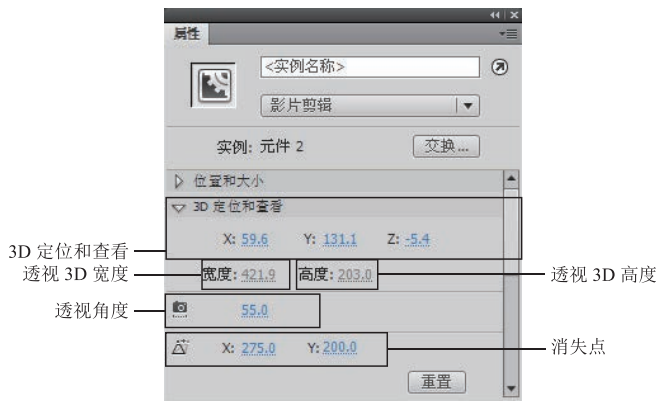 属性
<实例名称>
影片剪辑
实例: 元件 2
交换...
位置和大小
3D 定位和查看
X: 59.6 Y: 131.1 Z: -5.4
3D 定位和查看
透视 3D 宽度
宽度: 421.9 高度: 203.0
透视 3D 高度
透视角度
55.0
X: 275.0 Y: 200.0
消失点
重置